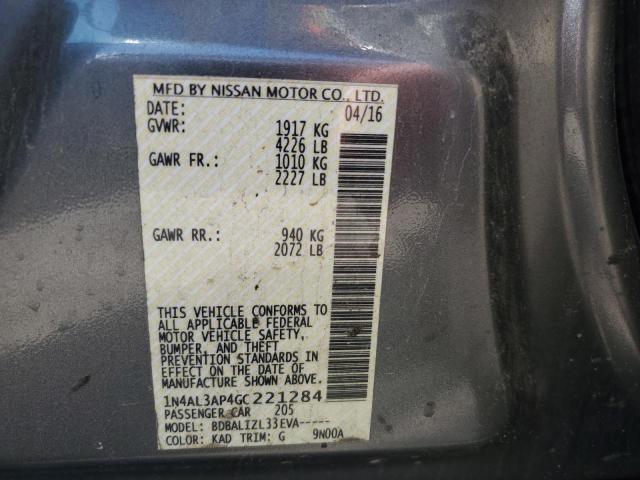 MFD BY NISSAN MOTOR CO., LTD.
DATE: 04/16
GVWR: 1917 KG
4226 LB
GAWR FR.: 1010 KG
2227 LB
GAWR RR.: 940 KG
2072 LB
THIS VEHICLE CONFORMS TO
ALL APPLICABLE FEDERAL
MOTOR VEHICLE SAFETY,
BUMPER, AND THEFT
PREVENTION STANDARDS IN
EFFECT ON THE DATE OF
MANUFACTURE SHOWN ABOVE.
1N4AL3AP4GC221284
PASSENGER CAR 205
MODEL: BDBALIZL33EVA-----
COLOR: KAD TRIM: G 9N00A